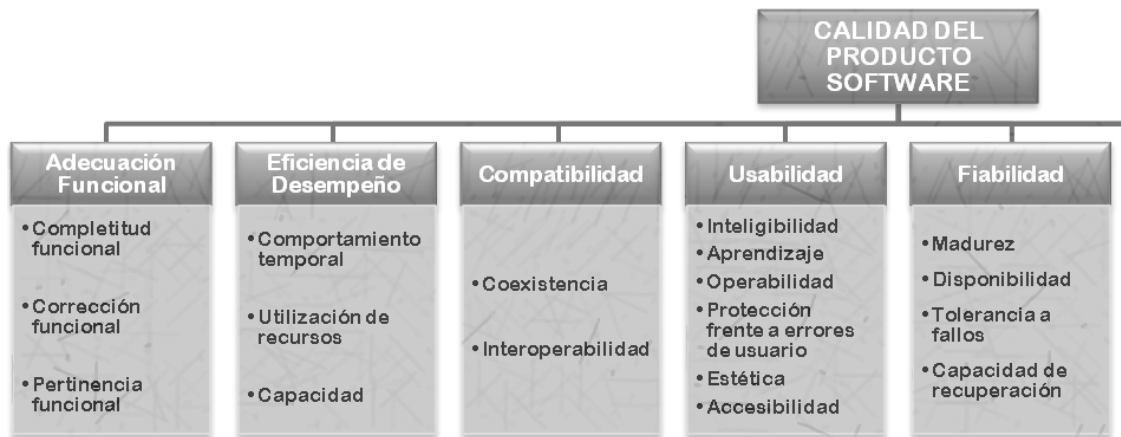 CALIDAD DEL
PRODUCTO
SOFTWARE
Adecuación
Funcional
• Completitud
funcional
• Corrección
funcional
• Pertinencia
funcional
Eficiencia de
Desempeño
• Comportamiento
temporal
• Utilización de
recursos
• Capacidad
Compatibilidad
• Coexistencia
• Interoperabilidad
Usabilidad
• Inteligibilidad
• Aprendizaje
• Operabilidad
• Protección
frente a errores
de usuario
• Estética
• Accesibilidad
Fiabilidad
• Madurez
• Disponibilidad
• Tolerancia a
fallos
• Capacidad de
recuperación